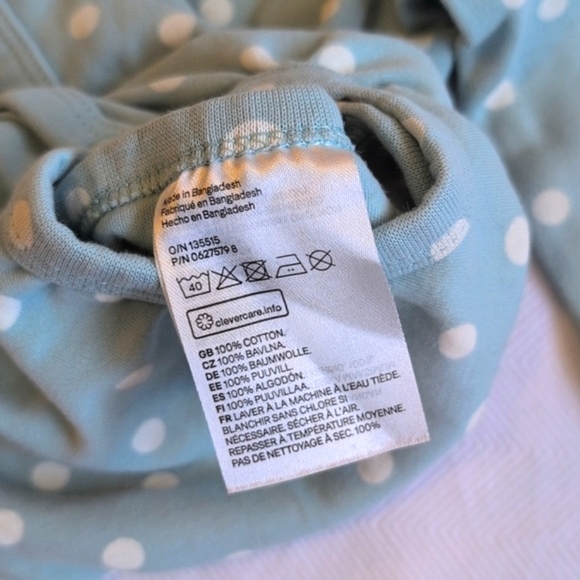 Made in Bangladesh
Fabriqué en Bangladesh
Hecho en Bangladesh
O/N 135515
P/N 0627579 8
40
clevercare.info
GB 100% COTTON.
CZ 100% BAVLNA.
DE 100% BAUMWOLLE.
EE 100% PUUVILL.
ES 100% ALGODÓN.
FI 100% PUUVILLAA.
FR LAVER À LA MACHINE À L'EAU TIÈDE.
BLANCHIR SANS CHLORE SI
NÉCESSAIRE. SÉCHER À L'AIR.
REPASSER À TEMPÉRATURE MOYENNE.
PAS DE NETTOYAGE À SEC. 100%